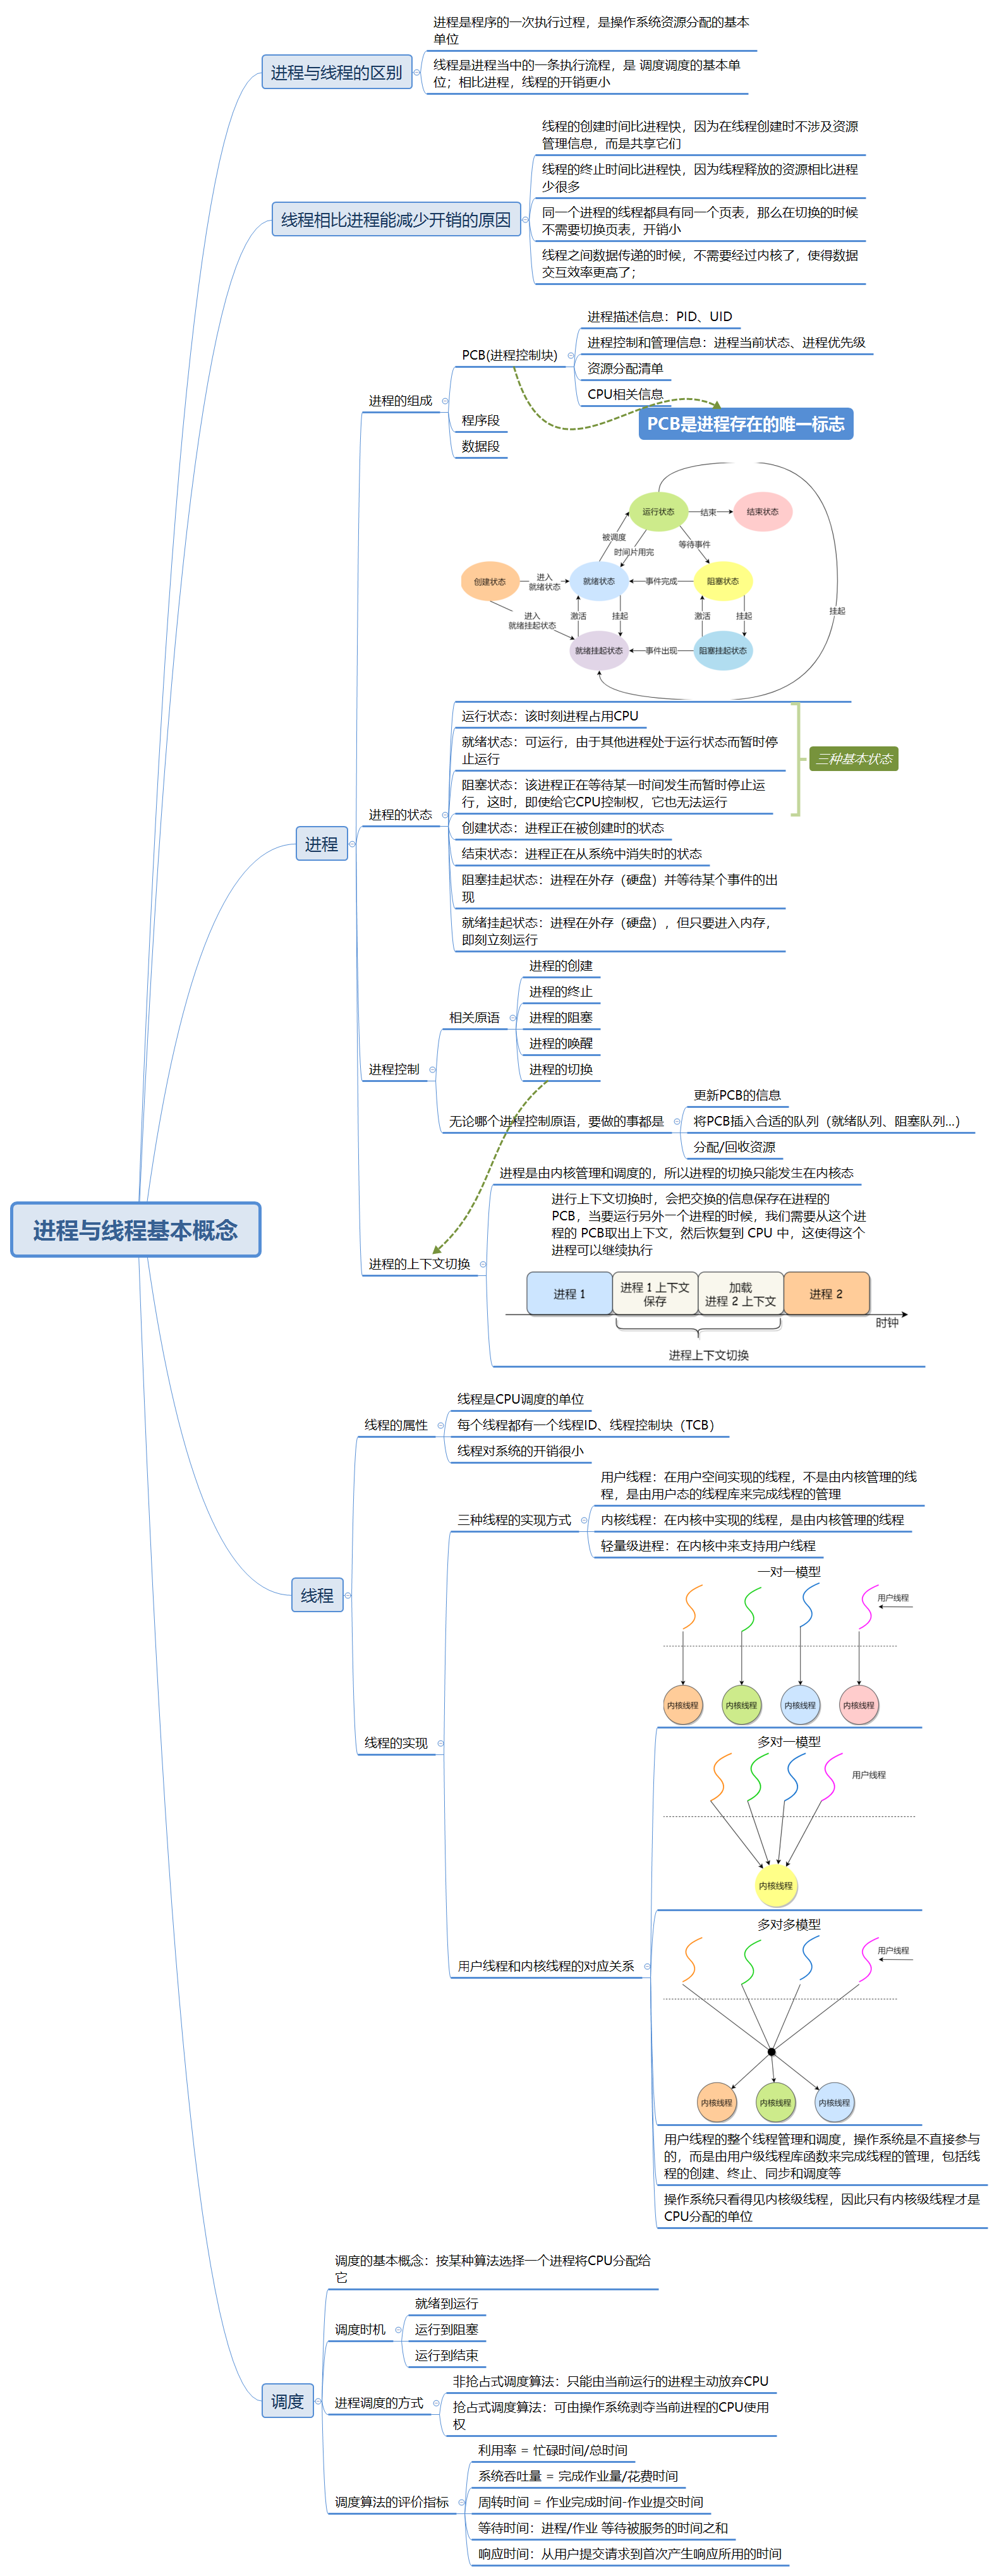 进程与线程基本概念
进程与线程的区别
进程是程序的一次执行过程，是操作系统资源分配的基本
单位
线程是进程当中的一条执行流程，是 调度调度的基本单
位；相比进程，线程的开销更小
线程相比进程能减少开销的原因
线程的创建时间比进程快，因为在线程创建时不涉及资源
管理信息，而是共享它们
线程的终止时间比进程快，因为线程释放的资源相比进程
少很多
同一个进程的线程都具有同一个页表，那么在切换的时候
不需要切换页表，开销小
线程之间数据传递的时候，不需要经过内核了，使得数据
交互效率更高了；
进程
进程的组成
PCB(进程控制块)
进程描述信息：PID、UID
进程控制和管理信息：进程当前状态、进程优先级
资源分配清单
CPU相关信息
PCB是进程存在的唯一标志
程序段
数据段
进程的状态
运行状态
结束
结束状态
被调度
时间片用完
等待事件
创建状态
进入
就绪状态
就绪状态
事件完成
阻塞状态
进入
就绪挂起状态
激活
挂起
激活
挂起
挂起
就绪挂起状态
事件出现
阻塞挂起状态
运行状态：该时刻进程占用CPU
就绪状态：可运行，由于其他进程处于运行状态而暂时停
止运行
阻塞状态：该进程正在等待某一时间发生而暂时停止运
行，这时，即使给它CPU控制权，它也无法运行
三种基本状态
创建状态：进程正在被创建时的状态
结束状态：进程正在从系统中消失时的状态
阻塞挂起状态：进程在外存（硬盘）并等待某个事件的出
现
就绪挂起状态：进程在外存（硬盘），但只要进入内存，
即刻立刻运行
进程控制
相关原语
进程的创建
进程的终止
进程的阻塞
进程的唤醒
进程的切换
无论哪个进程控制原语，要做的事都是
更新PCB的信息
将PCB插入合适的队列（就绪队列、阻塞队列...）
分配/回收资源
进程的上下文切换
进程是由内核管理和调度的，所以进程的切换只能发生在内核态
进行上下文切换时，会把交换的信息保存在进程的
PCB，当要运行另外一个进程的时候，我们需要从这个进
程的 PCB取出上下文，然后恢复到 CPU 中，这使得这个
进程可以继续执行
进程 1
进程 1 上下文
保存
加载
进程 2 上下文
进程 2
时钟
进程上下文切换
线程
线程的属性
线程是CPU调度的单位
每个线程都有一个线程ID、线程控制块（TCB）
线程对系统的开销很小
线程的实现
三种线程的实现方式
用户线程：在用户空间实现的线程，不是由内核管理的线
程，是由用户态的线程库来完成线程的管理
内核线程：在内核中实现的线程，是由内核管理的线程
轻量级进程：在内核中来支持用户线程
用户线程和内核线程的对应关系
一对一模型
用户线程
内核线程
内核线程
内核线程
内核线程
多对一模型
用户线程
内核线程
多对多模型
用户线程
内核线程
内核线程
内核线程
用户线程的整个线程管理和调度，操作系统是不直接参与
的，而是由用户级线程库函数来完成线程的管理，包括线
程的创建、终止、同步和调度等
操作系统只看得见内核级线程，因此只有内核级线程才是
CPU分配的单位
调度
调度的基本概念：按某种算法选择一个进程将CPU分配给
它
调度时机
就绪到运行
运行到阻塞
运行到结束
进程调度的方式
非抢占式调度算法：只能由当前运行的进程主动放弃CPU
抢占式调度算法：可由操作系统剥夺当前进程的CPU使用
权
调度算法的评价指标
利用率 = 忙碌时间/总时间
系统吞吐量 = 完成作业量/花费时间
周转时间 = 作业完成时间-作业提交时间
等待时间：进程/作业 等待被服务的时间之和
响应时间：从用户提交请求到首次产生响应所用的时间